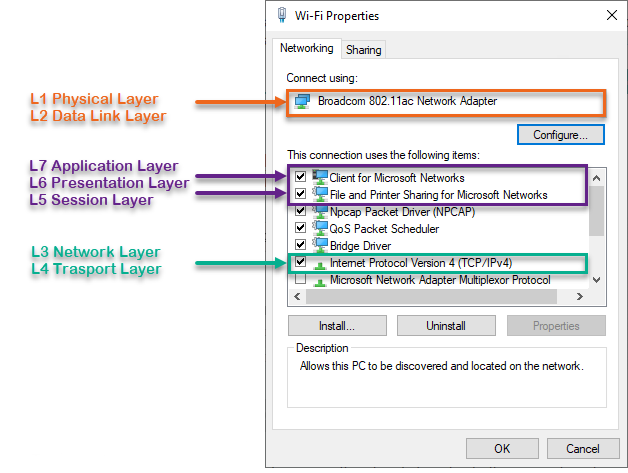 Wi-Fi Properties
Networking
Sharing
Connect using:
L1 Physical Layer
L2 Data Link Layer
Broadcom 802.11ac Network Adapter
Configure...
This connection uses the following items:
L7 Application Layer
L6 Presentation Layer
L5 Session Layer
Client for Microsoft Networks
File and Printer Sharing for Microsoft Networks
Npcap Packet Driver (NPCAP)
QoS Packet Scheduler
Bridge Driver
L3 Network Layer
L4 Trasport Layer
Internet Protocol Version 4 (TCP/IPv4)
Microsoft Network Adapter Multiplexor Protocol
Install...
Uninstall
Properties
Description
Allows this PC to be discovered and located on the network.
OK
Cancel